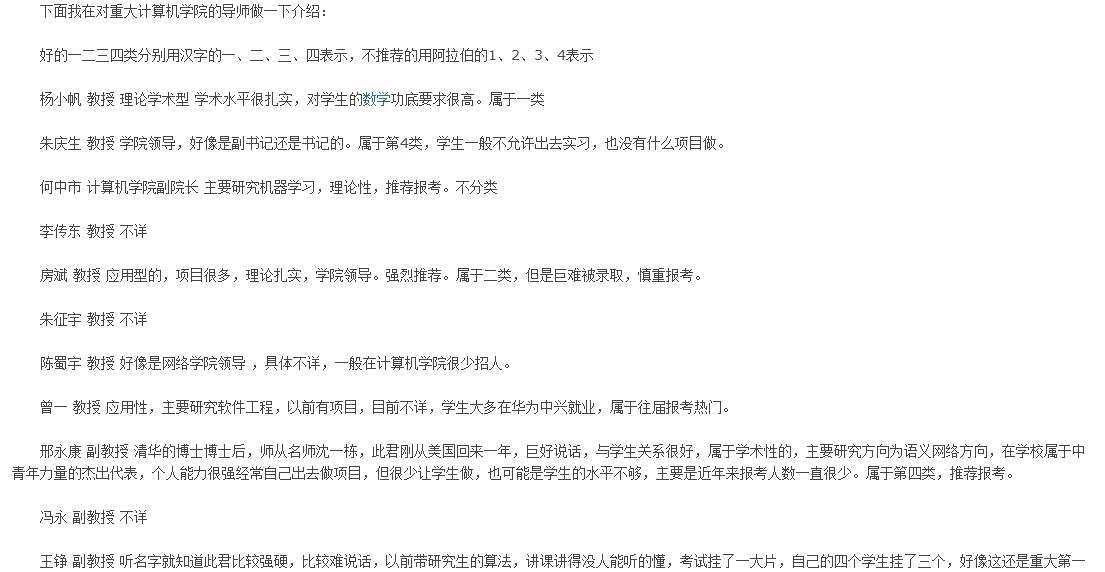 下面我在对重大计算机学院的导师做一下介绍：
好的一二三四类分别用汉字的一、二、三、四表示，不推荐的用阿拉伯的1、2、3、4表示
杨小帆 教授 理论学术型 学术水平很扎实，对学生的数学功底要求很高。属于一类
朱庆生 教授 学院领导，好像是副书记还是书记的。属于第4类，学生一般不允许出去实习，也没有什么项目做。
何中市 计算机学院副院长 主要研究机器学习，理论性，推荐报考。不分类
李传东 教授 不详
房斌 教授 应用型的，项目很多，理论扎实，学院领导。强烈推荐。属于二类，但是巨难被录取，慎重报考。
朱征宇 教授 不详
陈蜀宇 教授 好像是网络学院领导 ，具体不详，一般在计算机学院很少招人。
曾一 教授 应用性，主要研究软件工程，以前有项目，目前不详，学生大多在华为中兴就业，属于往届报考热门。
邢永康 副教授 清华的博士博士后，师从名师沈一栋，此君刚从美国回来一年，巨好说话，与学生关系很好，属于学术性的，主要研究方向为语义网络方向，在学校属于中
青年力量的杰出代表，个人能力很强经常自己出去做项目，但很少让学生做，也可能是学生的水平不够，主要是近年来报考人数一直很少。属于第四类，推荐报考。
冯永 副教授 不详
王铮 副教授 听名字就知道此君比较强硬，比较难说话，以前带研究生的算法，讲课讲得没人能听的懂，考试挂了一大片，自己的四个学生挂了三个，好像这还是重大第一